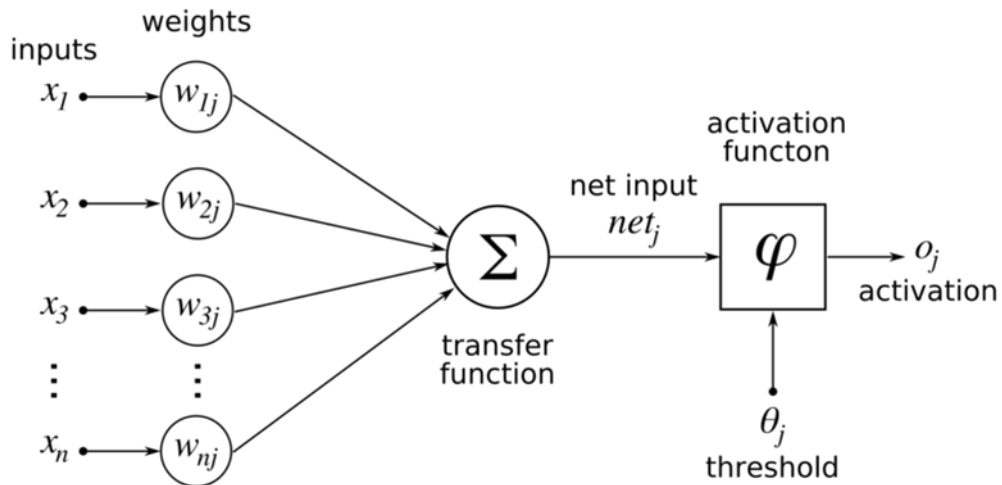 inputs
weights
x₁
w₁ⱼ
x₂
w₂ⱼ
x₃
w₃ⱼ
⋮
⋮
xₙ
wₙⱼ
Σ
transfer
function
net input
netⱼ
activation
functon
φ
oⱼ
activation
θⱼ
threshold